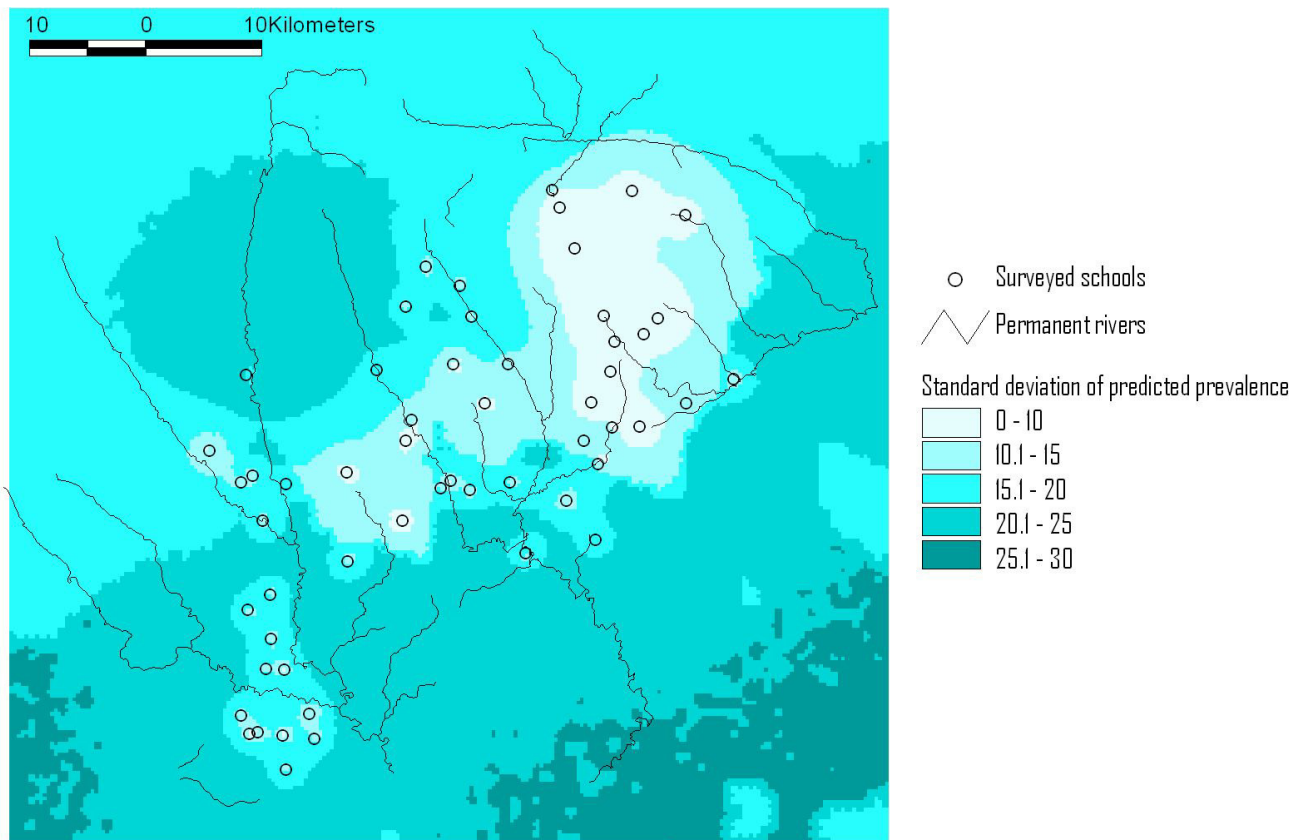 10 0 10Kilometers
Surveyed schools
Permanent rivers
Standard deviation of predicted prevalence
0 - 10
10.1 - 15
15.1 - 20
20.1 - 25
25.1 - 30